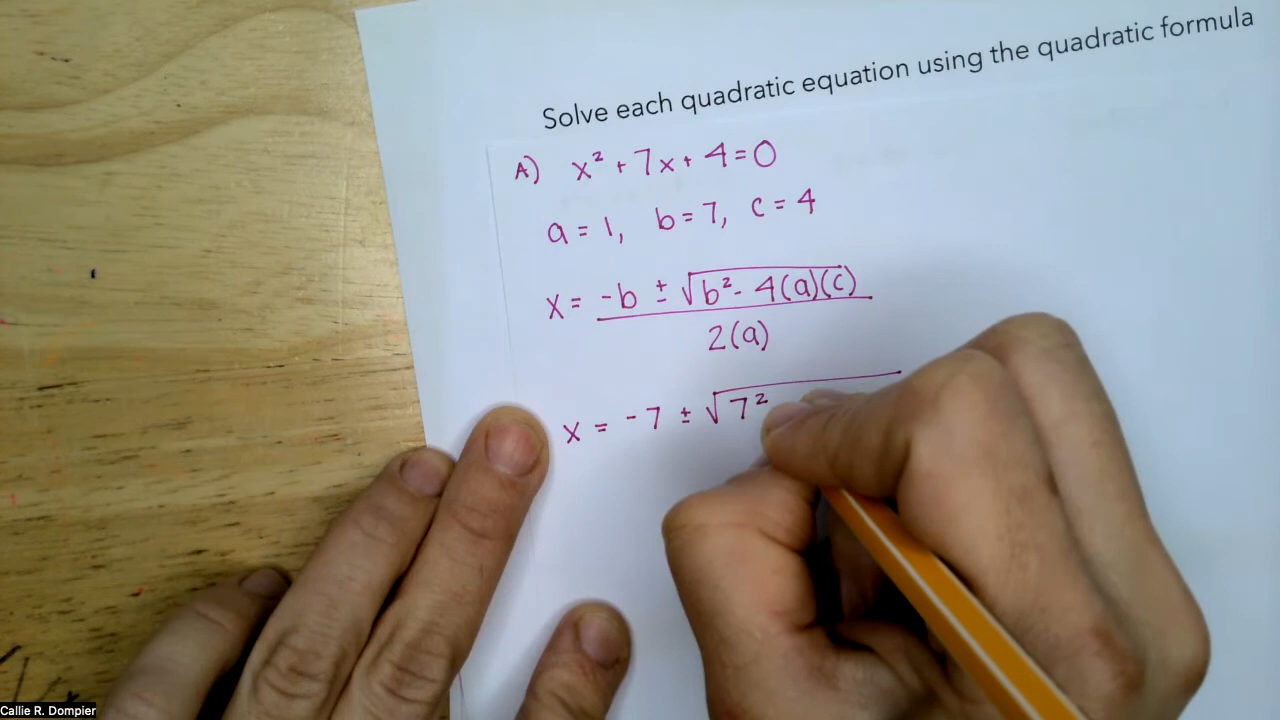 Solve each quadratic equation using the quadratic formula
A) x² + 7x + 4 = 0
a = 1, b = 7, c = 4
x = -b ± √b² - 4(a)(c)
2(a)
x = -7 ± √7²
Callie R. Dompier